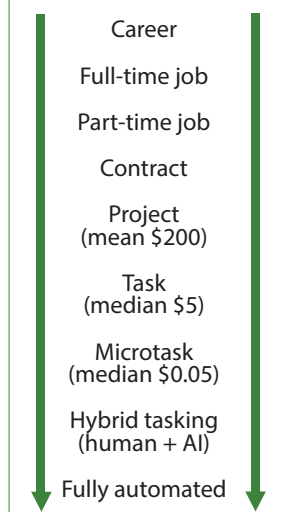 Career
Full-time job
Part-time job
Contract
Project
(mean $200)
Task
(median $5)
Microtask
(median $0.05)
Hybrid tasking
(human + AI)
Fully automated